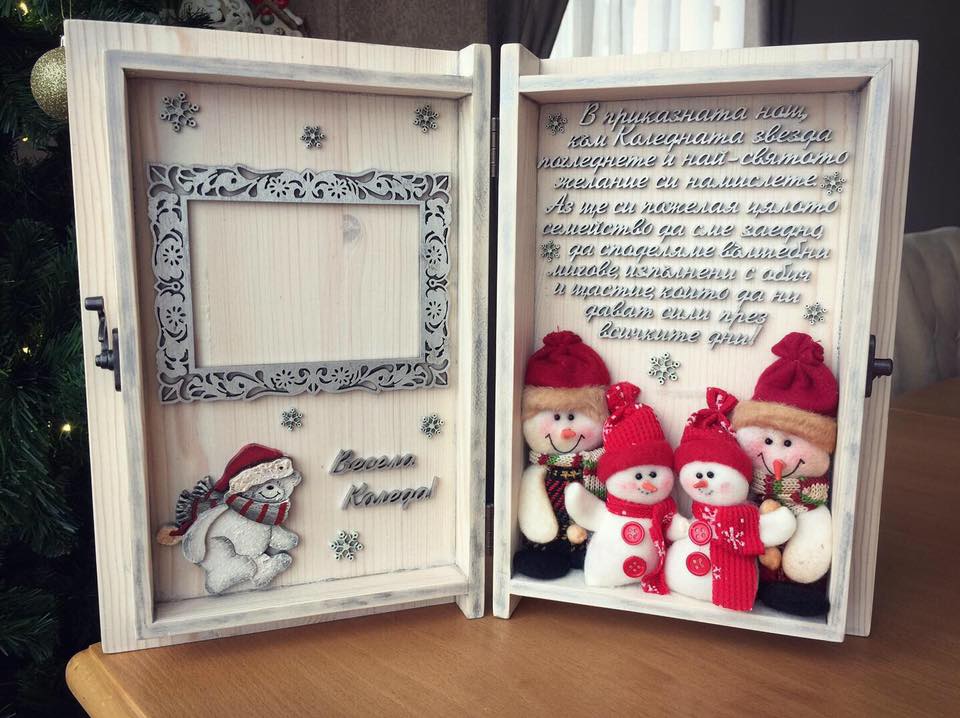 Весела
Коледа!
В приказната нощ,
към Коледната звезда
погледнете и най-святото
желание си намислете.
Аз ще си пожелая цялото
семейство да сме заедно,
да споделяме вълшебни
мигове, изпълнени с обич
и щастие, които да ни
дават сили през
всичките дни!